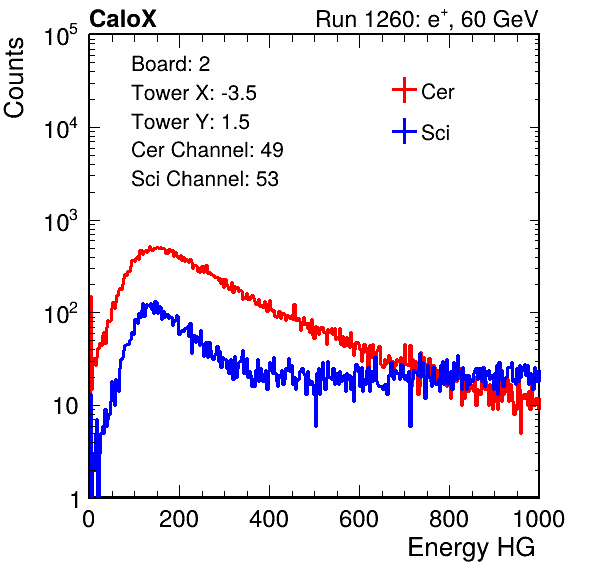 CaloX Run 1260: e⁺, 60 GeV
Counts
10⁵
10⁴
10³
10²
10
1
Board: 2
Tower X: -3.5
Tower Y: 1.5
Cer Channel: 49
Sci Channel: 53
Cer
Sci
0 200 400 600 800 1000
Energy HG